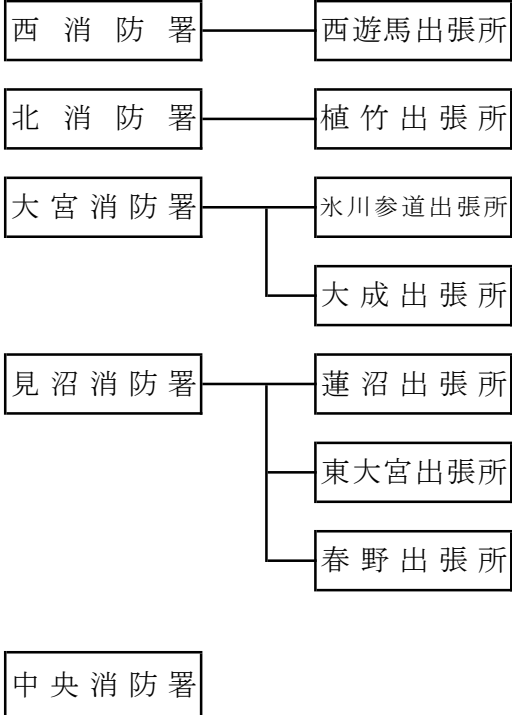 西消防署 西遊馬出張所
北消防署 植竹出張所
大宮消防署 氷川参道出張所
大成出張所
見沼消防署 蓮沼出張所
東大宮出張所
春野出張所
中央消防署